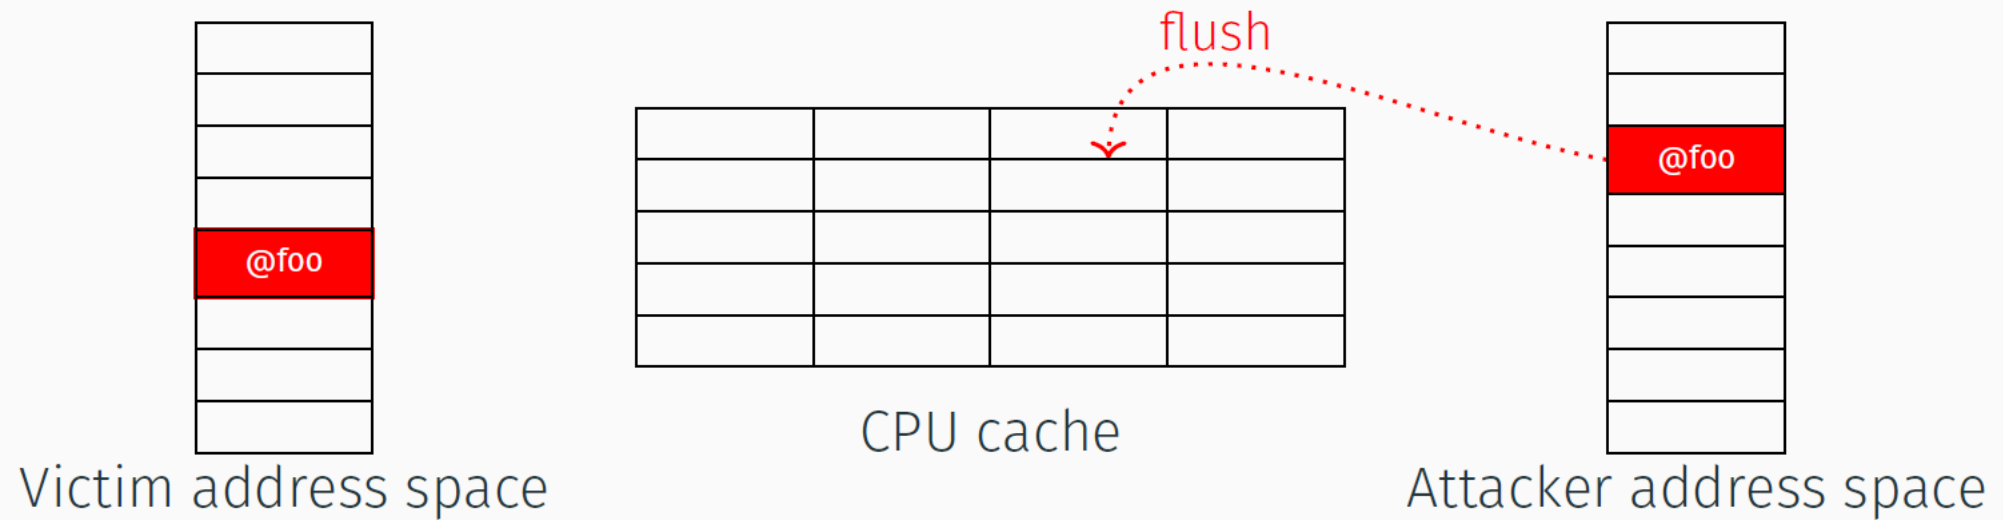 flush
@foo
@foo
CPU cache
Victim address space
Attacker address space